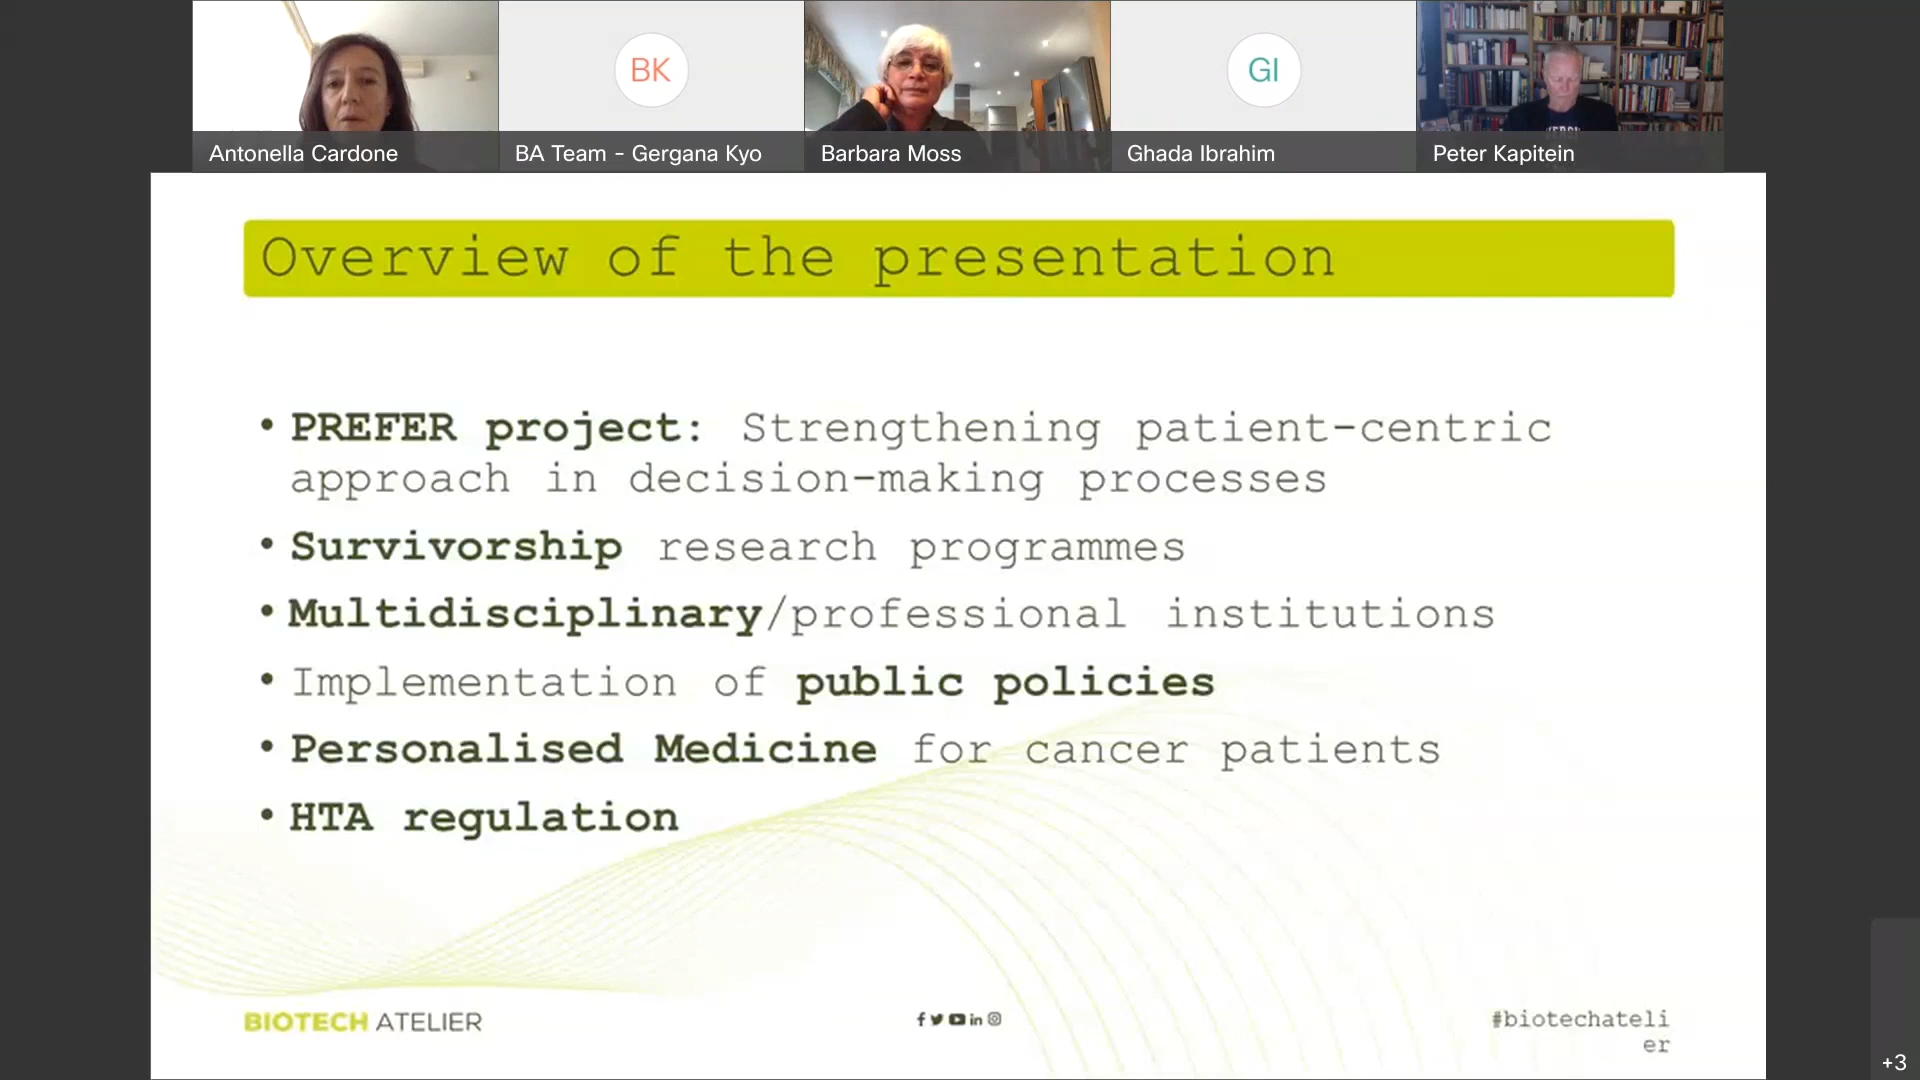 BK
GI
Antonella Cardone
BA Team - Gergana Kyo
Barbara Moss
Ghada Ibrahim
Peter Kapitein
Overview of the presentation
• PREFER project: Strengthening patient-centric
approach in decision-making processes
• Survivorship research programmes
• Multidisciplinary/professional institutions
• Implementation of public policies
• Personalised Medicine for cancer patients
• HTA regulation
BIOTECH ATELIER
#biotechateli
er
+3